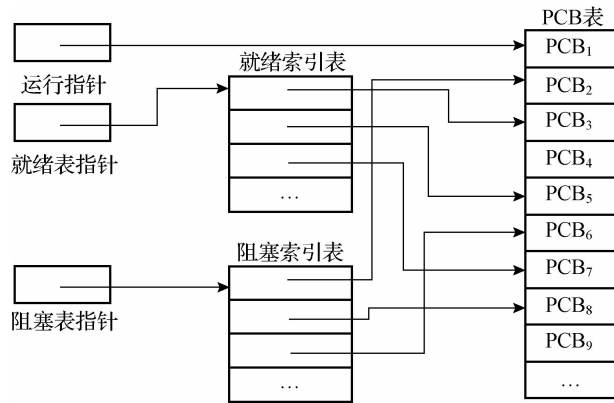 PCB表
PCB₁
就绪索引表
运行指针
PCB₂
PCB₃
就绪表指针
PCB₄
…
PCB₅
阻塞索引表
PCB₆
PCB₇
阻塞表指针
PCB₈
PCB₉
…
…